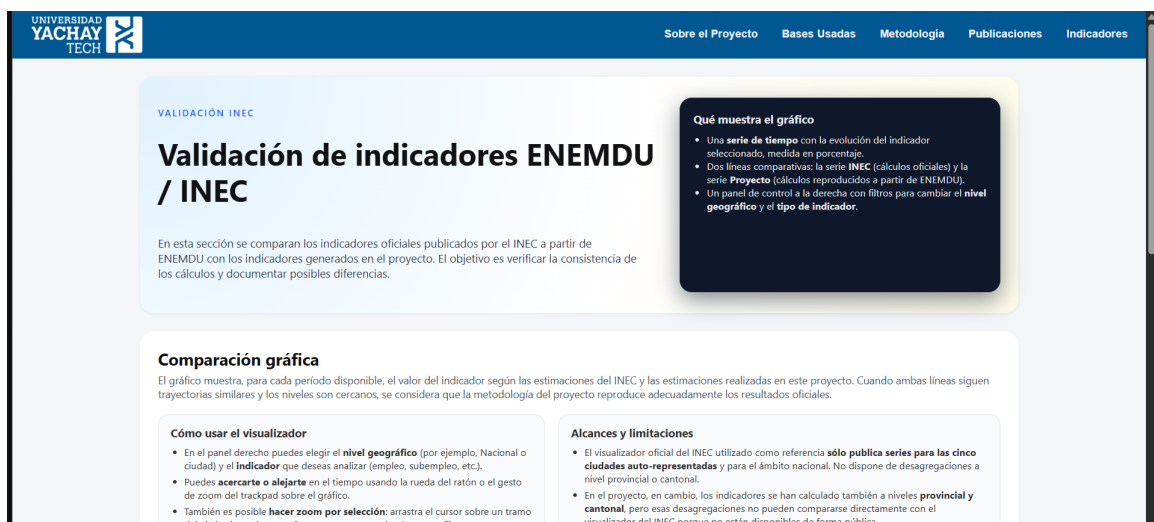 UNIVERSIDAD
YACHAY
TECH
Sobre el Proyecto Bases Usadas Metodología Publicaciones Indicadores
VALIDACIÓN INEC
Validación de indicadores ENEMDU
/ INEC
En esta sección se comparan los indicadores oficiales publicados por el INEC a partir de
ENEMDU con los indicadores generados en el proyecto. El objetivo es verificar la consistencia de
los cálculos y documentar posibles diferencias.
Qué muestra el gráfico
• Una serie de tiempo con la evolución del indicador
seleccionado, medida en porcentaje.
• Dos líneas comparativas: la serie INEC (cálculos oficiales) y la
serie Proyecto (cálculos reproducidos a partir de ENEMDU).
• Un panel de control a la derecha con filtros para cambiar el nivel
geográfico y el tipo de indicador.
Comparación gráfica
El gráfico muestra, para cada período disponible, el valor del indicador según las estimaciones del INEC y las estimaciones realizadas en este proyecto. Cuando ambas líneas siguen
trayectorias similares y los niveles son cercanos, se considera que la metodología del proyecto reproduce adecuadamente los resultados oficiales.
Cómo usar el visualizador
• En el panel derecho puedes elegir el nivel geográfico (por ejemplo, Nacional o
ciudad) y el indicador que deseas analizar (empleo, subempleo, etc.).
• Puedes acercarte o alejarte en el tiempo usando la rueda del ratón o el gesto
de zoom del trackpad sobre el gráfico.
• También es posible hacer zoom por selección: arrastra el cursor sobre un tramo
Alcances y limitaciones
• El visualizador oficial del INEC utilizado como referencia sólo publica series para las cinco
ciudades auto-representadas y para el ámbito nacional. No dispone de desagregaciones a
nivel provincial o cantonal.
• En el proyecto, en cambio, los indicadores se han calculado también a niveles provincial y
cantonal, pero esas desagregaciones no pueden compararse directamente con el
visualizador del INEC porque no están disponibles de forma pública.